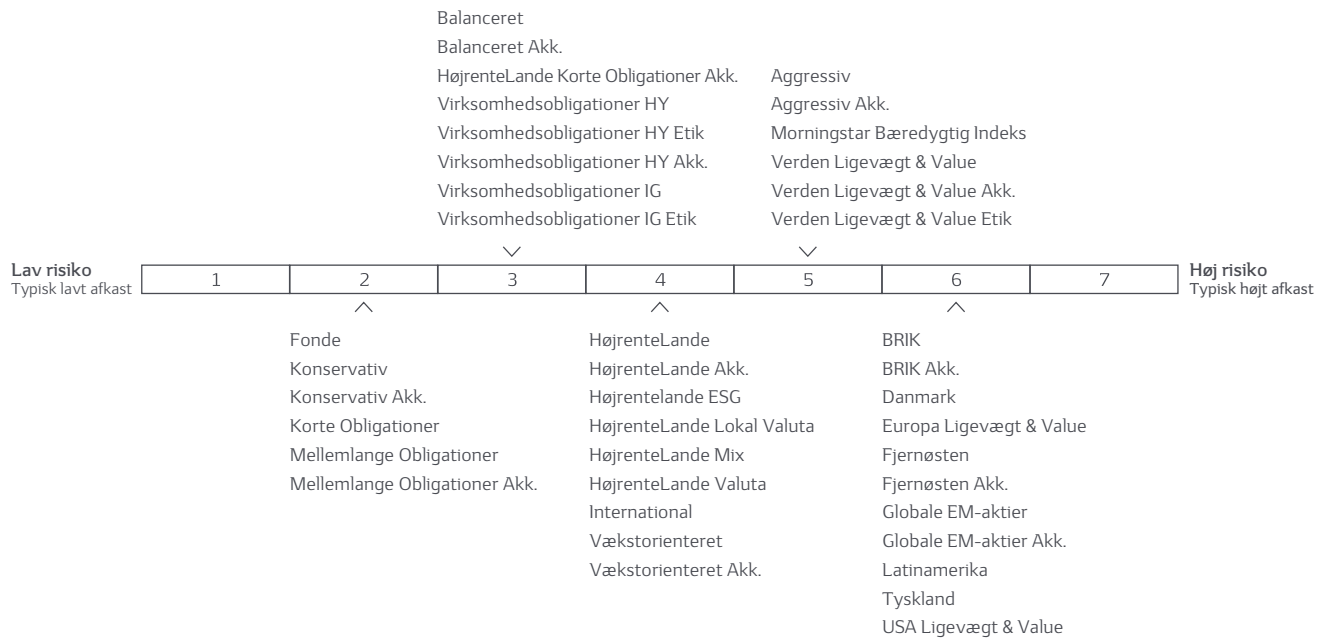 Balanceret
Balanceret Akk.
HøjrenteLande Korte Obligationer Akk.
Virksomhedsobligationer HY
Virksomhedsobligationer HY Etik
Virksomhedsobligationer HY Akk.
Virksomhedsobligationer IG
Virksomhedsobligationer IG Etik
Aggressiv
Aggressiv Akk.
Morningstar Bæredygtig Indeks
Verden Ligevægt & Value
Verden Ligevægt & Value Akk.
Verden Ligevægt & Value Etik
Lav risiko
Typisk lavt afkast
1 2 3 4 5 6 7
Høj risiko
Typisk højt afkast
Fonde
Konservativ
Konservativ Akk.
Korte Obligationer
Mellemlange Obligationer
Mellemlange Obligationer Akk.
HøjrenteLande
HøjrenteLande Akk.
Højrentelande ESG
HøjrenteLande Lokal Valuta
HøjrenteLande Mix
HøjrenteLande Valuta
International
Vækstorienteret
Vækstorienteret Akk.
BRIK
BRIK Akk.
Danmark
Europa Ligevægt & Value
Fjernøsten
Fjernøsten Akk.
Globale EM-aktier
Globale EM-aktier Akk.
Latinamerika
Tyskland
USA Ligevægt & Value